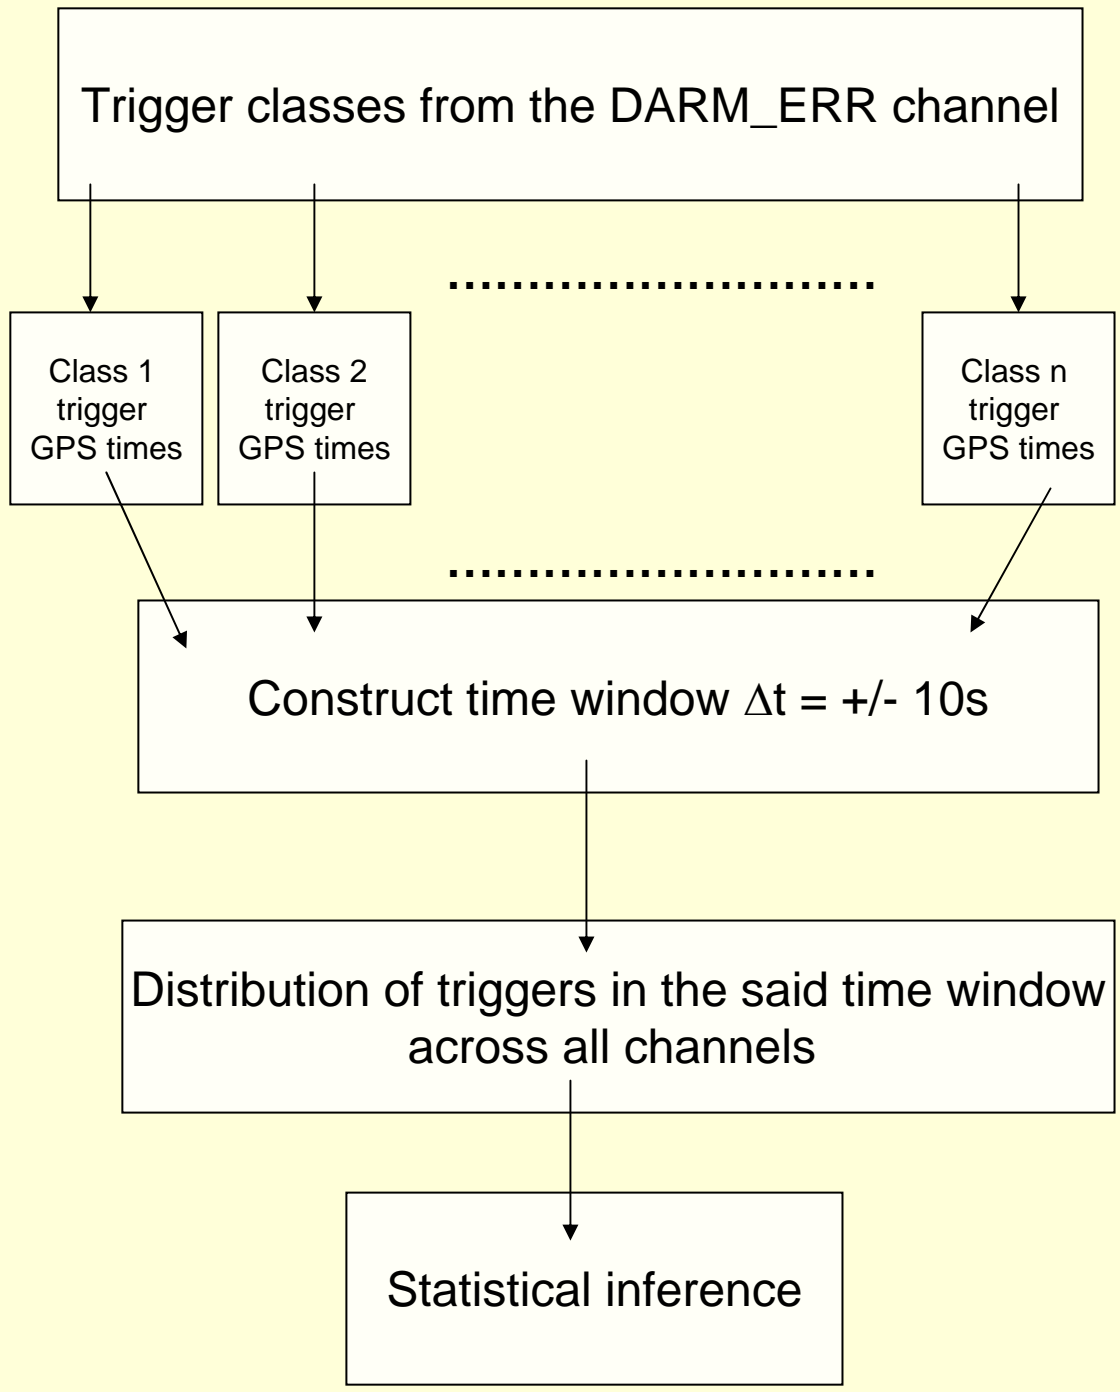 Trigger classes from the DARM_ERR channel
...........................
Class 1
trigger
GPS times
Class 2
trigger
GPS times
Class n
trigger
GPS times
...........................
Construct time window Δt = +/- 10s
Distribution of triggers in the said time window
across all channels
Statistical inference